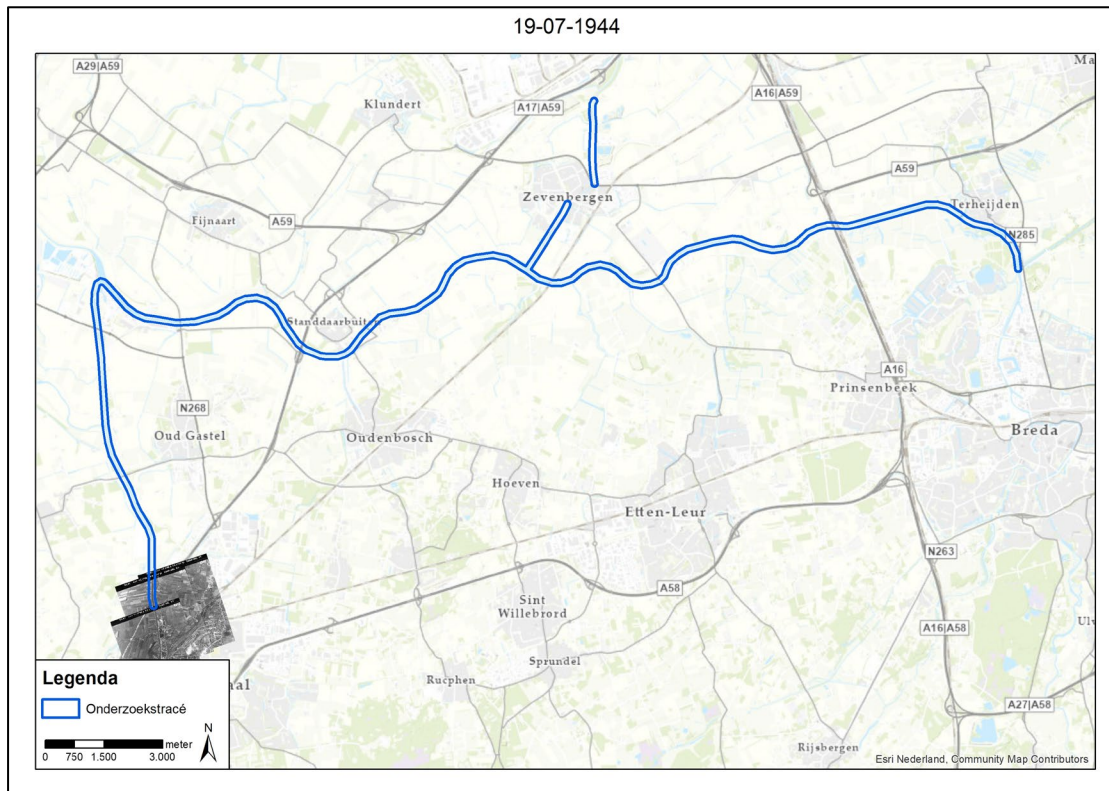 19-07-1944
A29|A59
Klundert
A17|A59
A16|A59
Ma
Zevenbergen
A59
Terheijden
Fijnaart
A59
N285
Standdaarbuiten
A16
Prinsenbeek
N268
Oud Gastel
Oudenbosch
Breda
Hoeven
Etten-Leur
N263
A58
Sint
Willebrord
A16|A58
Ulv
Sprundel
Rucphen
aal
A27|A58
Rijsbergen
Legenda
Onderzoekstracé
N
0 750 1.500 3.000 meter
Esri Nederland, Community Map Contributors